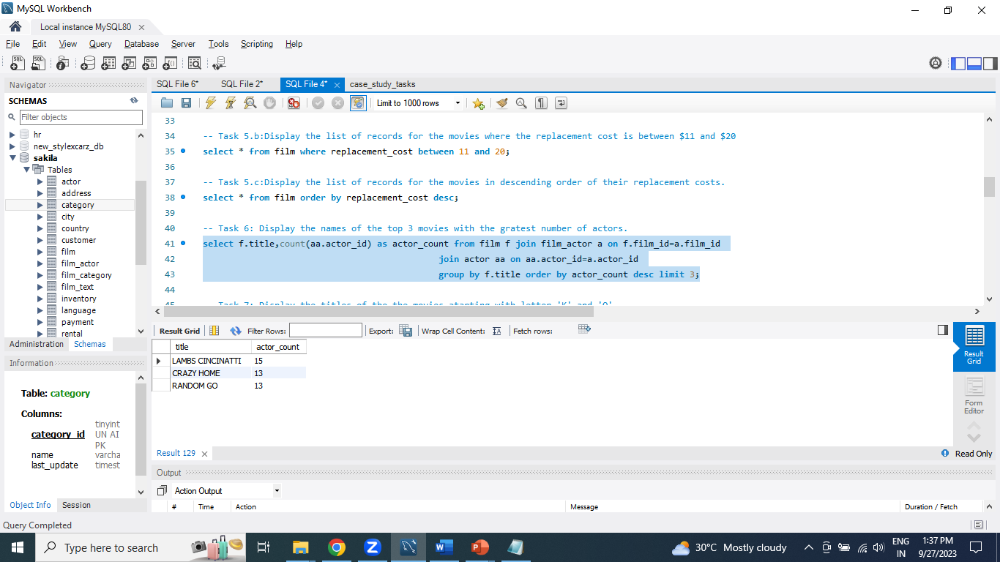 MySQL Workbench
Local instance MySQL80
File Edit View Query Database Server Tools Scripting Help
Navigator
SCHEMAS
Filter objects
hr
new_stylexcarz_db
sakila
Tables
actor
address
category
city
country
customer
film
film_actor
film_category
film_text
inventory
language
payment
rental
Administration Schemas
Information
Table: category
Columns:
category_id tinyint UN AI PK
name varcha
last_update timest
Object Info Session
SQL File 6* SQL File 2* SQL File 4* case_study_tasks
Limit to 1000 rows
33
34 -- Task 5.b:Display the list of records for the movies where the replacement cost is between $11 and $20
35 select * from film where replacement_cost between 11 and 20;
36
37 -- Task 5.c:Display the list of records for the movies in descending order of their replacement costs.
38 select * from film order by replacement_cost desc;
39
40 -- Task 6: Display the names of the top 3 movies with the gratest number of actors.
41 select f.title,count(aa.actor_id) as actor_count from film f join film_actor a on f.film_id=a.film_id
42 join actor aa on aa.actor_id=a.actor_id
43 group by f.title order by actor_count desc limit 3;
44
45 -- Task 7: Display the titles of the the movies starting with letter 'K' and 'Q'
Result Grid Filter Rows: Export: Wrap Cell Content: Fetch rows:
title actor_count
LAMBS CINCINATTI 15
CRAZY HOME 13
RANDOM GO 13
Result Grid
Form Editor
Result 129
Read Only
Output
Action Output
# Time Action Message Duration / Fetch
Query Completed
Type here to search
30°C Mostly cloudy
ENG IN
1:37 PM
9/27/2023